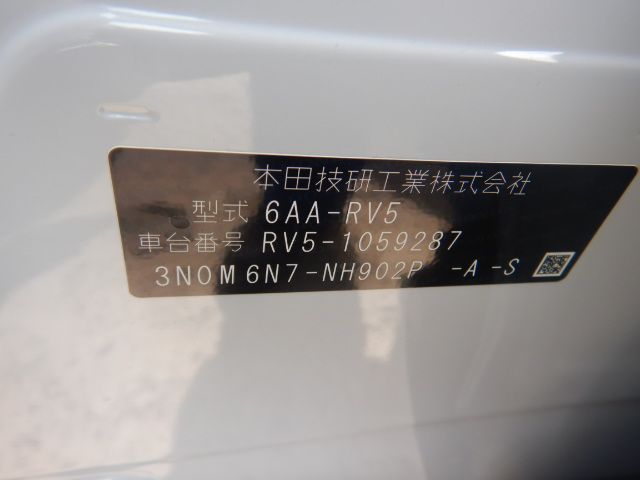 本田技研工業株式会社
型式 6AA-RV5
車台番号 RV5-1059287
3N0M6N7-NH902P -A -S